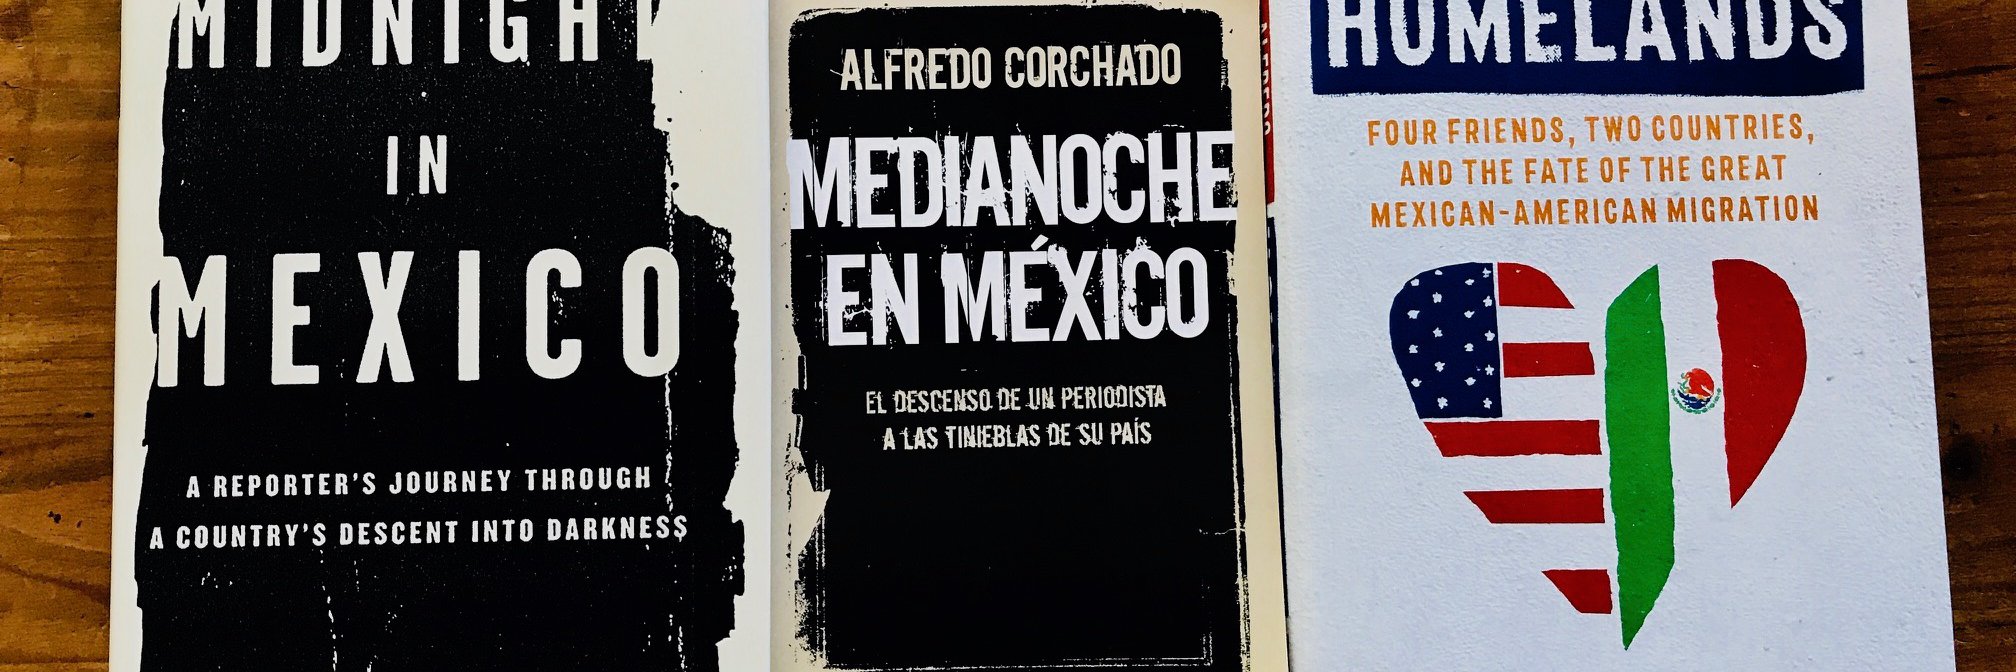 MIDNIGHT
IN
MEXICO
A REPORTER'S JOURNEY THROUGH
A COUNTRY'S DESCENT INTO DARKNESS
ALFREDO CORCHADO
MEDIANOCHE
EN MÉXICO
EL DESCENSO DE UN PERIODISTA
A LAS TINIEBLAS DE SU PAÍS
ALFREDO
HOMELANDS
FOUR FRIENDS, TWO COUNTRIES,
AND THE FATE OF THE GREAT
MEXICAN-AMERICAN MIGRATION